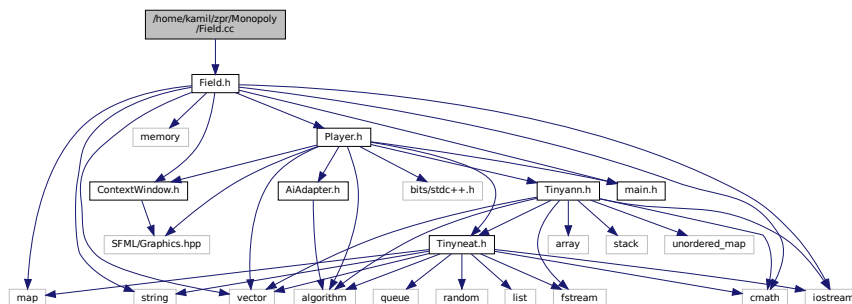 /home/kamil/zpr/Monopoly
/Field.cc
Field.h
memory
Player.h
ContextWindow.h
AiAdapter.h
bits/stdc++.h
Tinyann.h
main.h
SFML/Graphics.hpp
Tinyneat.h
array
stack
unordered_map
map
string
vector
algorithm
queue
random
list
fstream
cmath
iostream